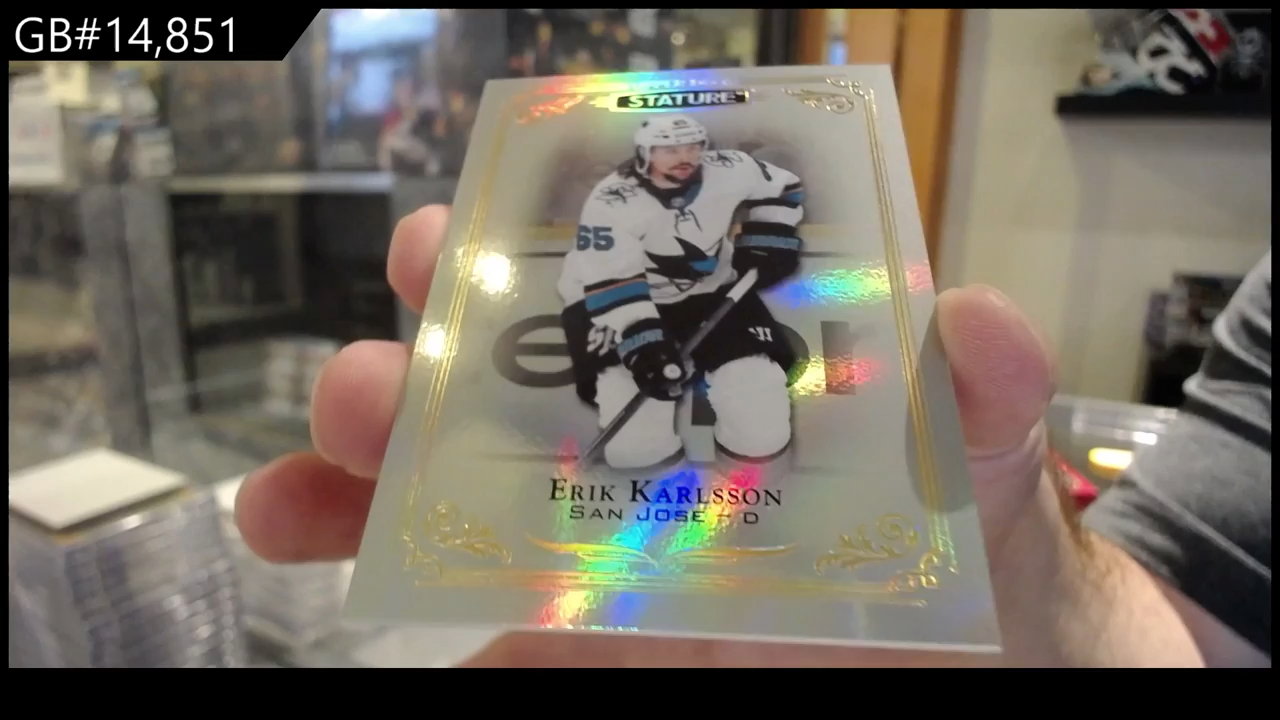 GB#14,851
STATURE
65
ERIK KARLSSON
SAN JOSE - D